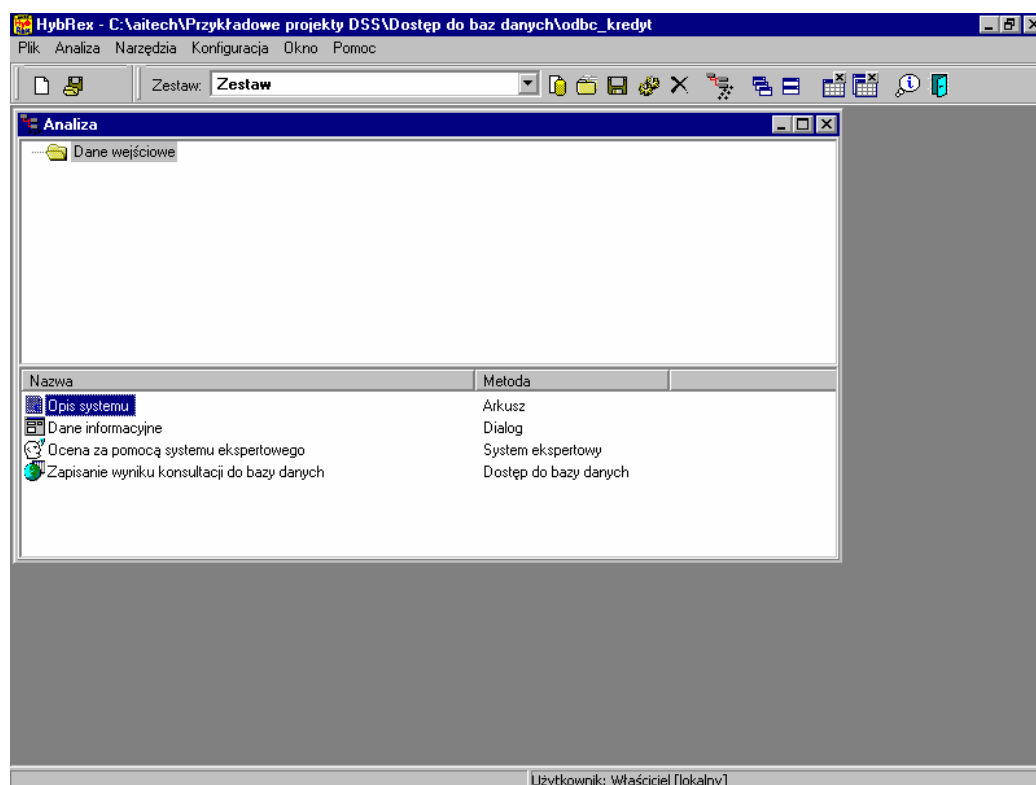 HybRex - C:\aitech\Przykładowe projekty DSS\Dostęp do baz danych\odbc_kredyt
Plik Analiza Narzędzia Konfiguracja Okno Pomoc
Zestaw: Zestaw
Analiza
Dane wejściowe
Nazwa Metoda
Opis systemu Arkusz
Dane informacyjne Dialog
Ocena za pomocą systemu ekspertowego System ekspertowy
Zapisanie wyniku konsultacji do bazy danych Dostęp do bazy danych
Użytkownik: Właściciel [lokalny]